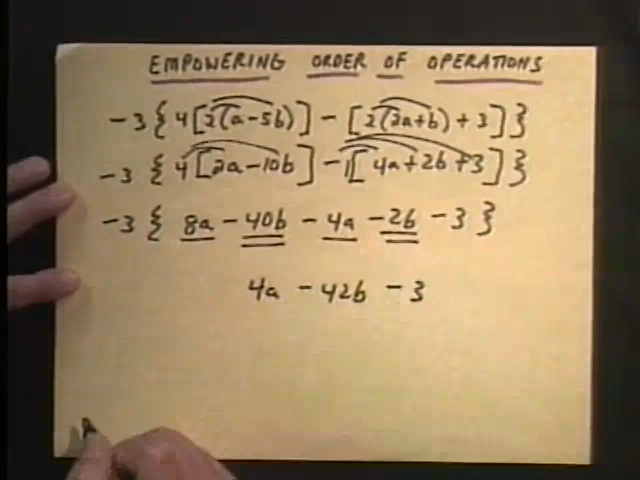 EMPOWERING ORDER OF OPERATIONS
-3 { 4[2(a-5b)] - [2(2a+b)+3] }
-3 { 4[2a-10b] -1[4a+2b+3] }
-3 { 8a - 40b - 4a - 2b - 3 }
4a - 42b - 3